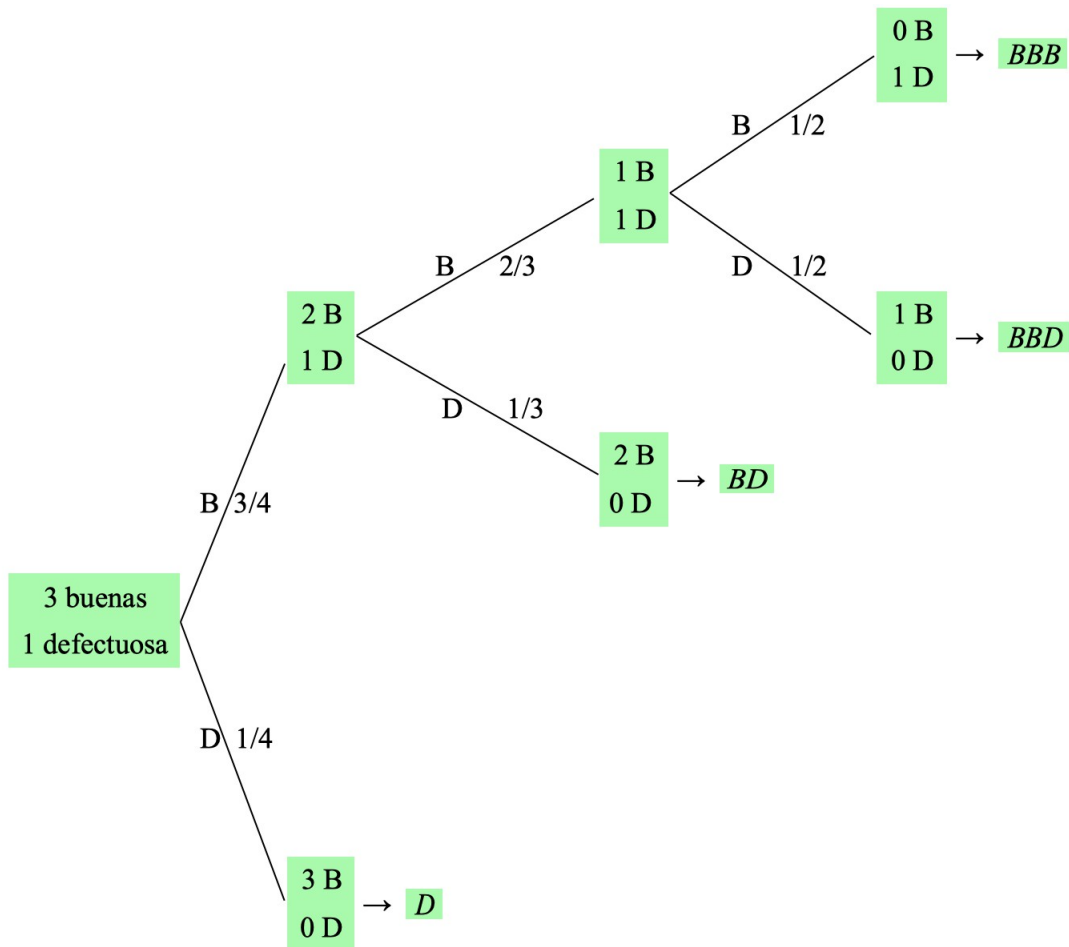 0 B
1 D
→ BBB
B 1/2
1 B
1 D
B 2/3
D 1/2
2 B
1 D
1 B
0 D
→ BBD
D 1/3
2 B
0 D
→ BD
B 3/4
3 buenas
1 defectuosa
D 1/4
3 B
0 D
→ D